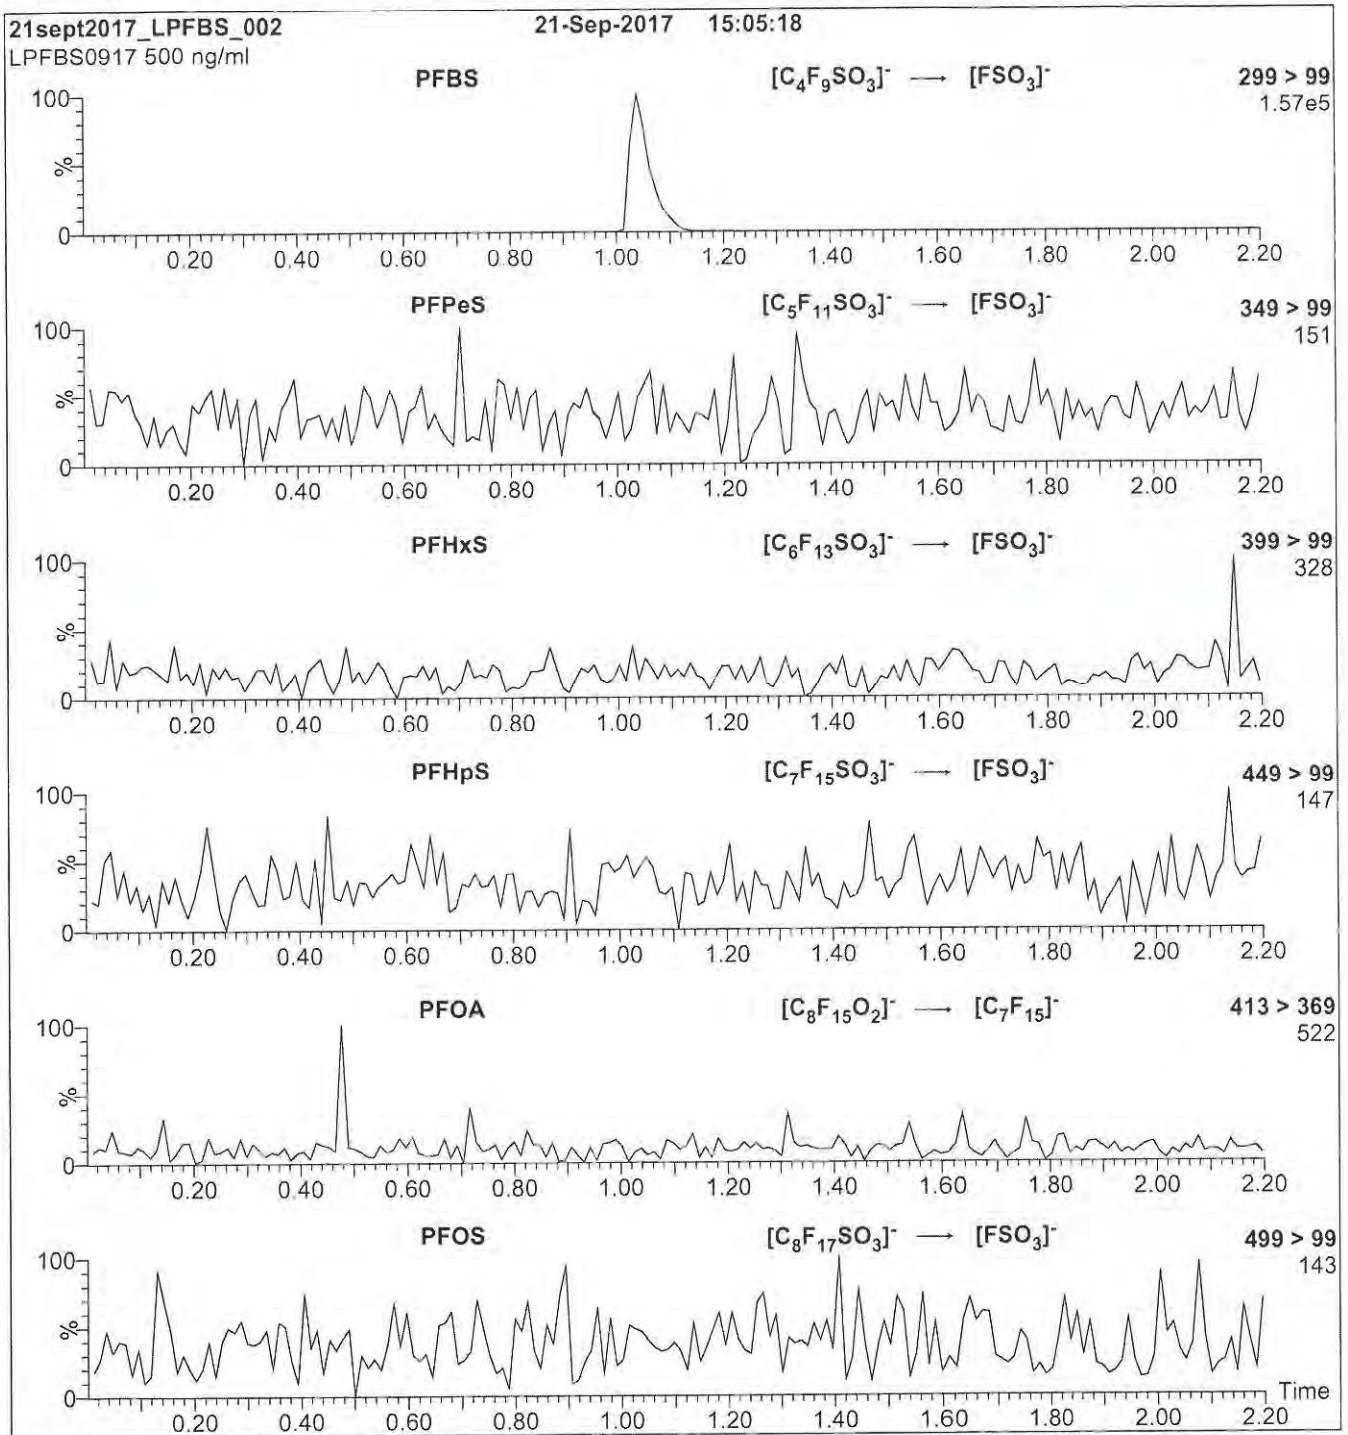 21sept2017_LPFBS_002 21-Sep-2017 15:05:18
LPFBS0917 500 ng/ml
PFBS [C₄F₉SO₃]⁻ → [FSO₃]⁻ 299 > 99
1.57e5
100
%
0
0.20 0.40 0.60 0.80 1.00 1.20 1.40 1.60 1.80 2.00 2.20
PFPeS [C₅F₁₁SO₃]⁻ → [FSO₃]⁻ 349 > 99
151
100
%
0
0.20 0.40 0.60 0.80 1.00 1.20 1.40 1.60 1.80 2.00 2.20
PFHxS [C₆F₁₃SO₃]⁻ → [FSO₃]⁻ 399 > 99
328
100
%
0
0.20 0.40 0.60 0.80 1.00 1.20 1.40 1.60 1.80 2.00 2.20
PFHpS [C₇F₁₅SO₃]⁻ → [FSO₃]⁻ 449 > 99
147
100
%
0
0.20 0.40 0.60 0.80 1.00 1.20 1.40 1.60 1.80 2.00 2.20
PFOA [C₈F₁₅O₂]⁻ → [C₇F₁₅]⁻ 413 > 369
522
100
%
0
0.20 0.40 0.60 0.80 1.00 1.20 1.40 1.60 1.80 2.00 2.20
PFOS [C₈F₁₇SO₃]⁻ → [FSO₃]⁻ 499 > 99
143
100
%
0
Time
0.20 0.40 0.60 0.80 1.00 1.20 1.40 1.60 1.80 2.00 2.20